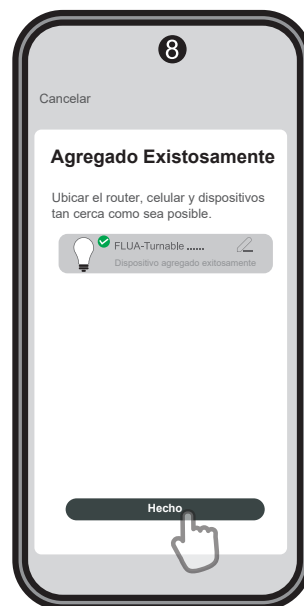 8
Cancelar
Agregado Existosamente
Ubicar el router, celular y dispositivos
tan cerca como sea posible.
FLUA-Turnable ......
Dispositivo agregado exitosamente
Hecho